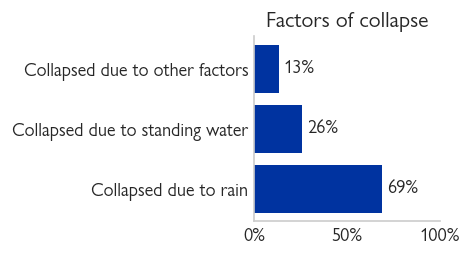 Factors of collapse
Collapsed due to other factors 13%
Collapsed due to standing water 26%
Collapsed due to rain 69%
0% 50% 100%